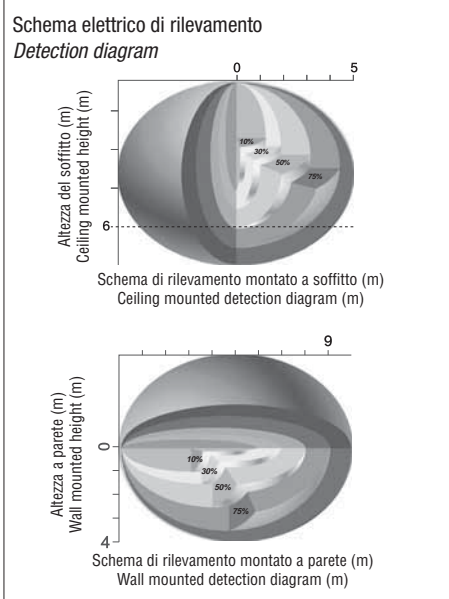 Schema elettrico di rilevamento
Detection diagram
0 5
Altezza del soffitto (m)
Ceiling mounted height (m)
10%
30%
50%
75%
6
Schema di rilevamento montato a soffitto (m)
Ceiling mounted detection diagram (m)
9
Altezza a parete (m)
Wall mounted height (m)
0
10%
30%
50%
75%
4
Schema di rilevamento montato a parete (m)
Wall mounted detection diagram (m)